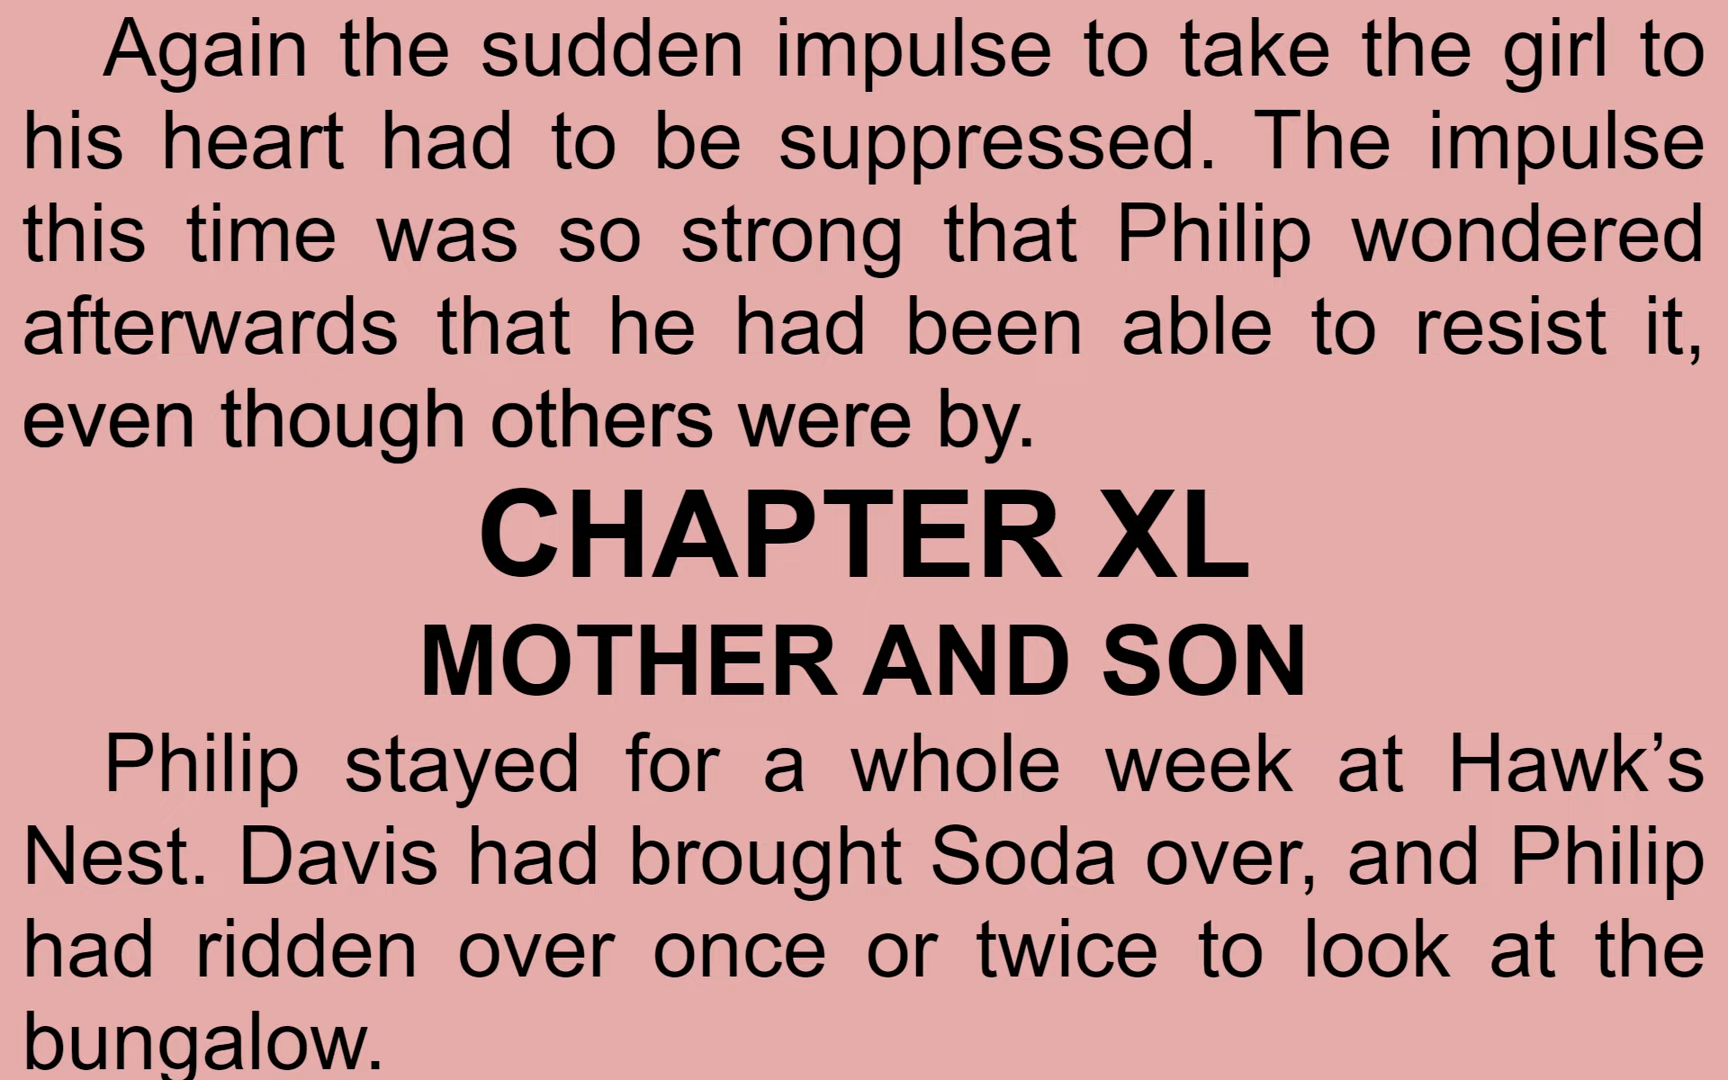 Again the sudden impulse to take the girl to
his heart had to be suppressed. The impulse
this time was so strong that Philip wondered
afterwards that he had been able to resist it,
even though others were by.
CHAPTER XL
MOTHER AND SON
Philip stayed for a whole week at Hawk’s
Nest. Davis had brought Soda over, and Philip
had ridden over once or twice to look at the
bungalow.